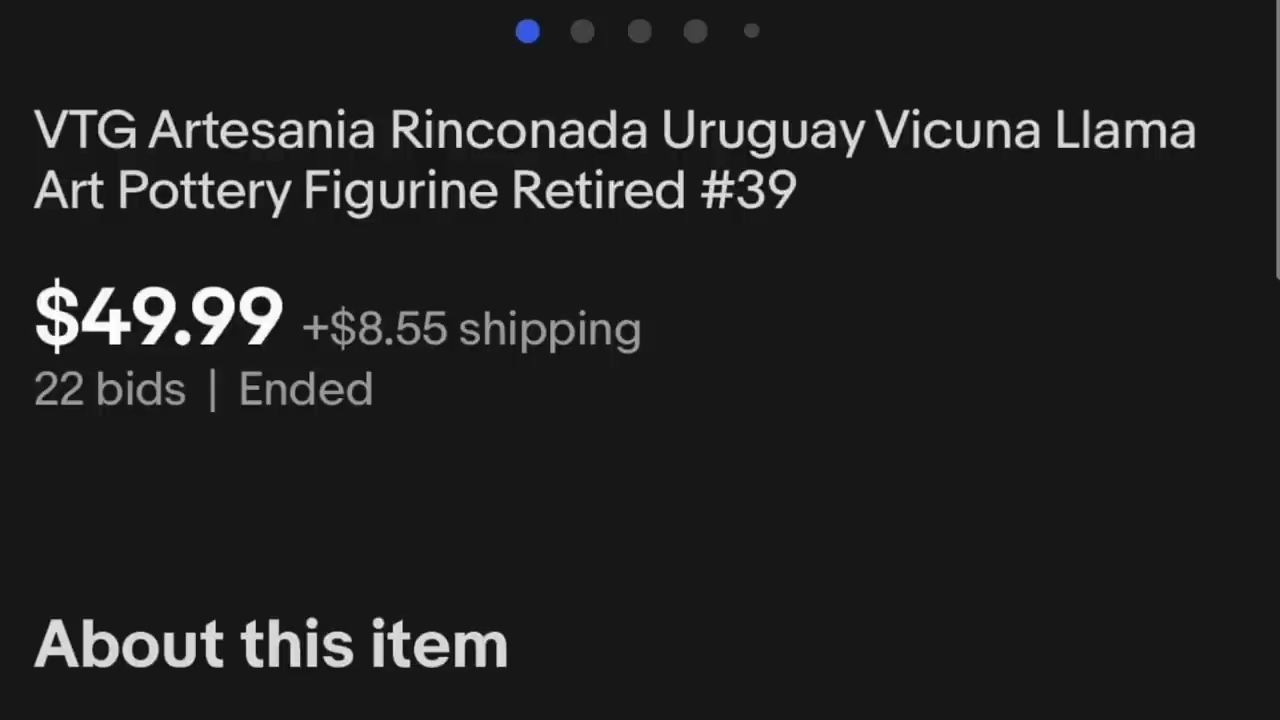 VTG Artesania Rinconada Uruguay Vicuna Llama
Art Pottery Figurine Retired #39
$49.99 +$8.55 shipping
22 bids | Ended
About this item